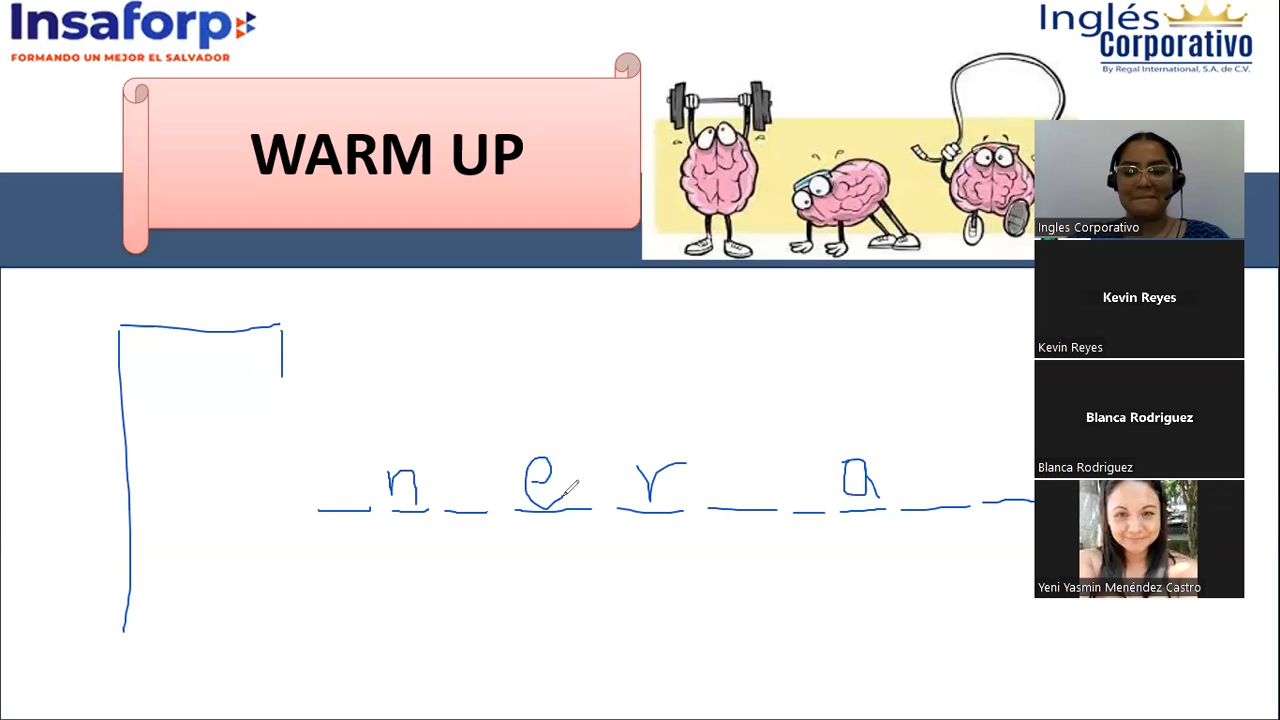 Insaforp
FORMANDO UN MEJOR EL SALVADOR
Inglés
Corporativo
By Regal International, S.A. de C.V.
WARM UP
Ingles Corporativo
Kevin Reyes
Kevin Reyes
Blanca Rodriguez
Blanca Rodriguez
Yeni Yasmin Menéndez Castro
_ n _ e r _ _ a _ _